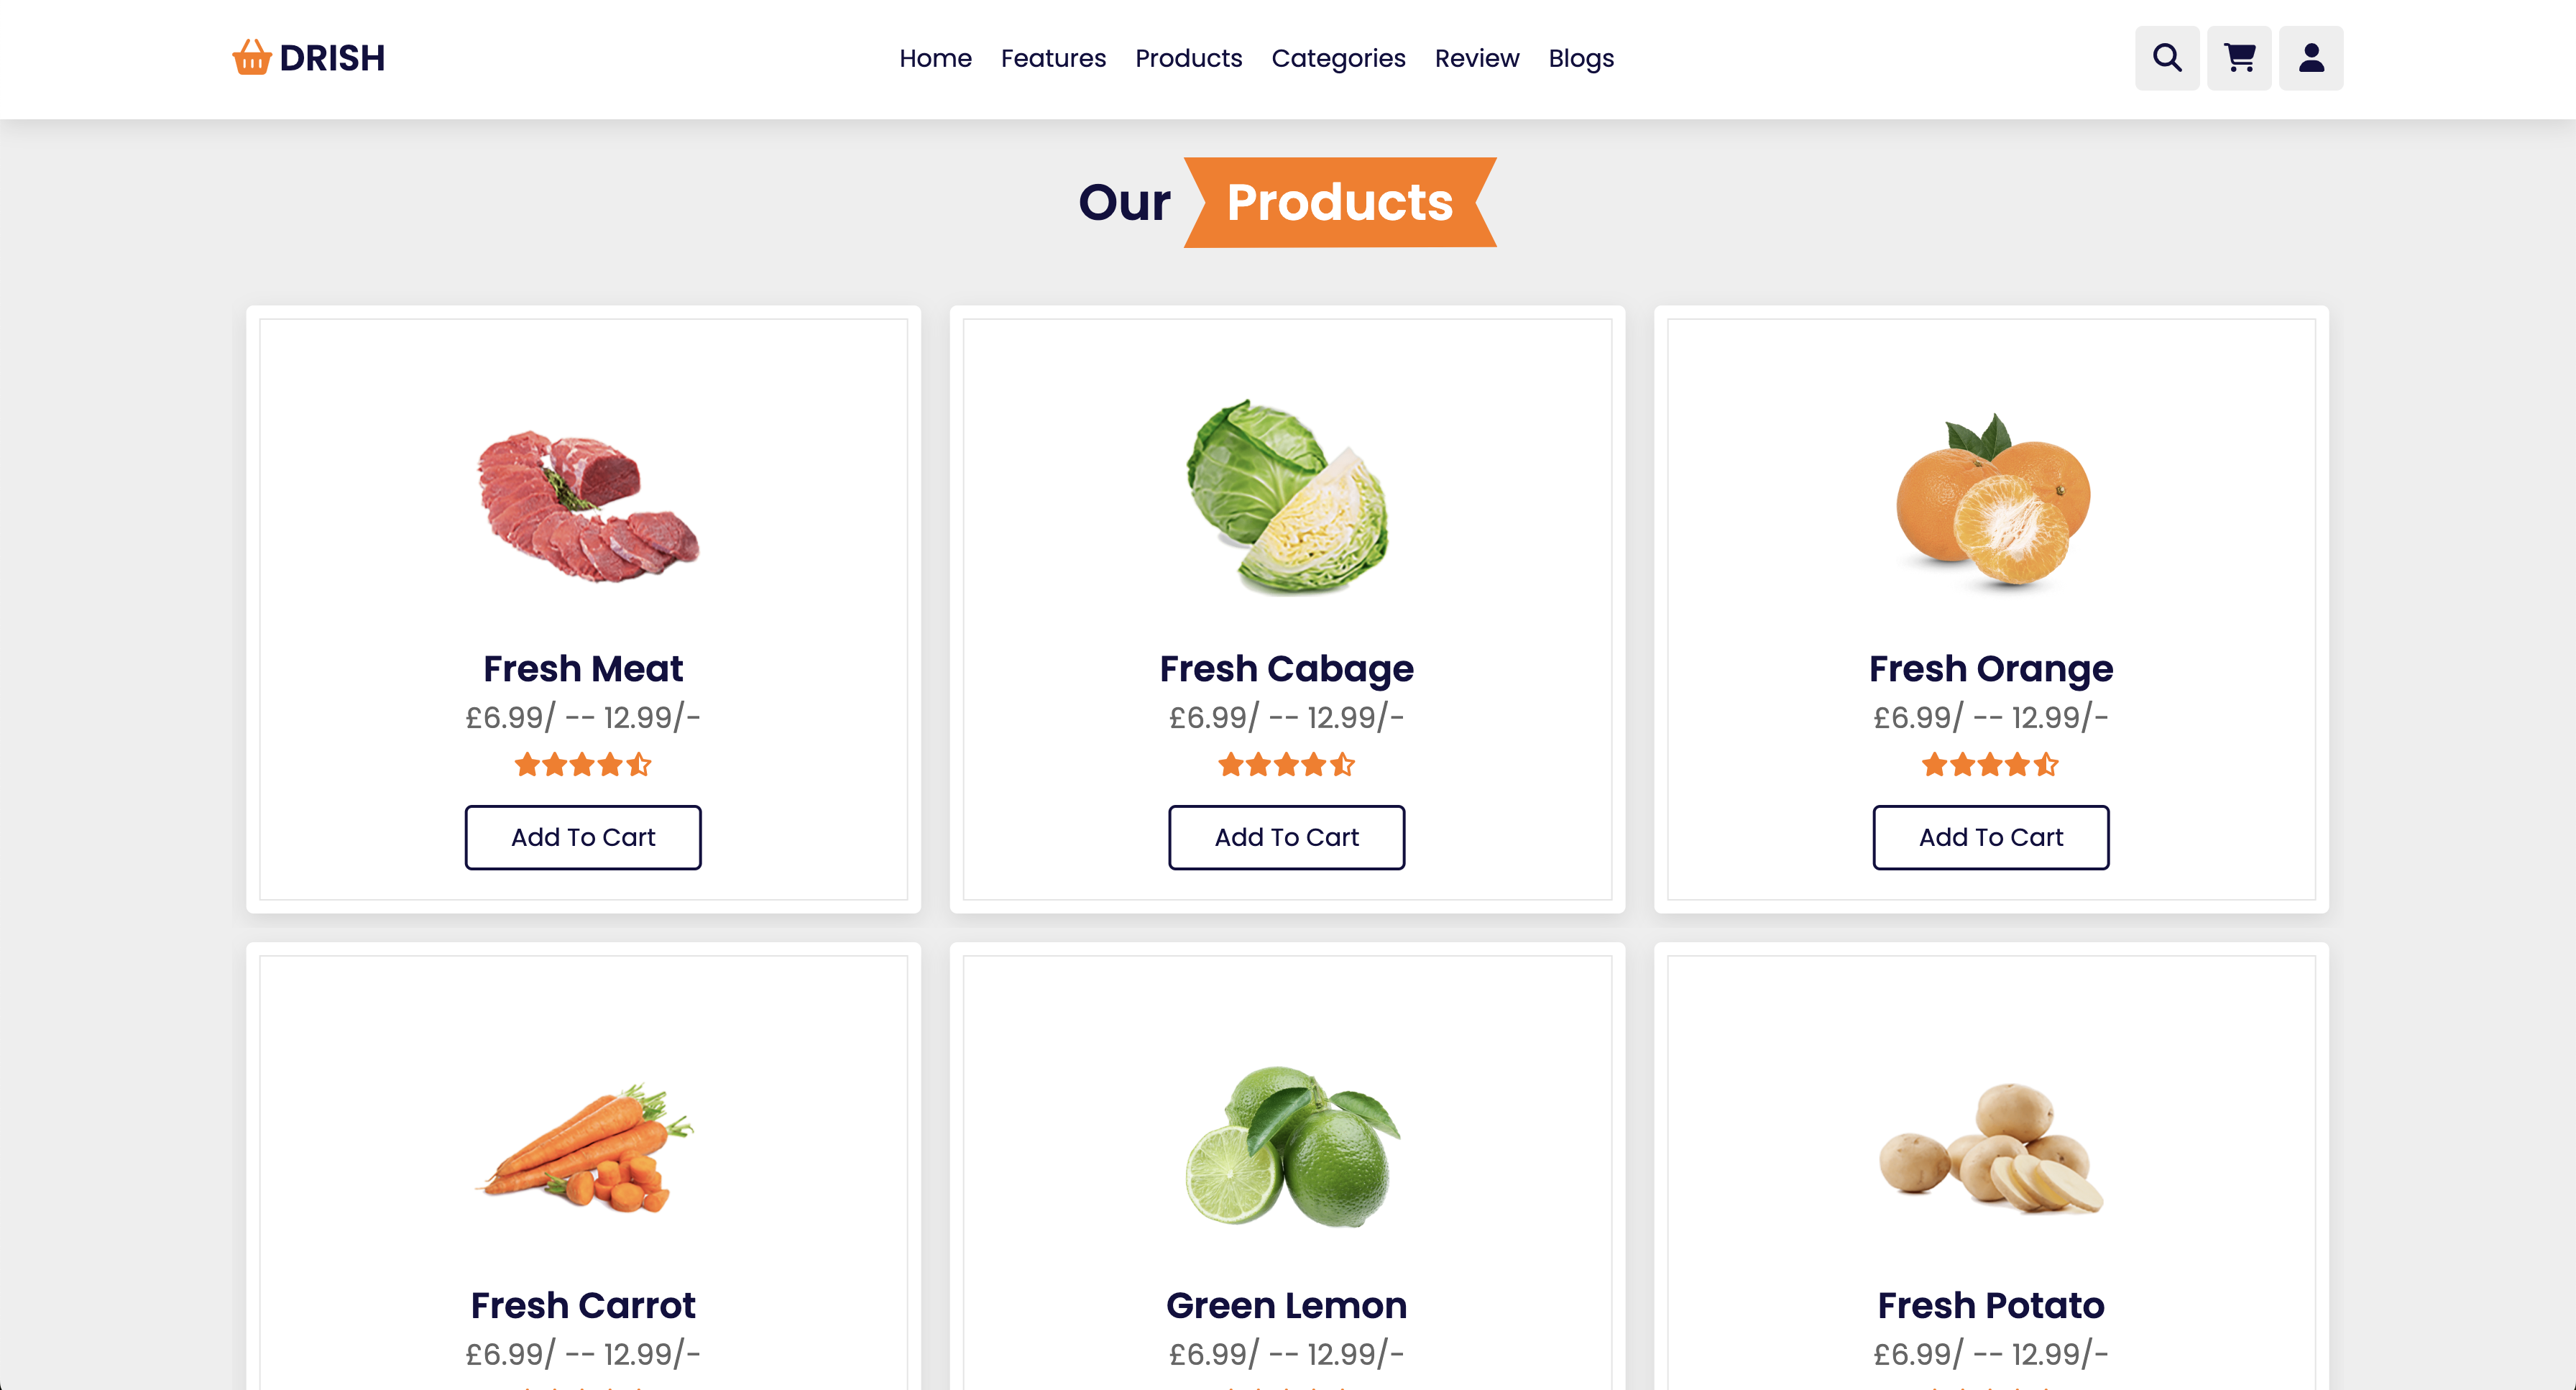 DRISH
Home Features Products Categories Review Blogs
Our Products
Fresh Meat
£6.99/ -- 12.99/-
Add To Cart
Fresh Cabage
£6.99/ -- 12.99/-
Add To Cart
Fresh Orange
£6.99/ -- 12.99/-
Add To Cart
Fresh Carrot
£6.99/ -- 12.99/-
Green Lemon
£6.99/ -- 12.99/-
Fresh Potato
£6.99/ -- 12.99/-